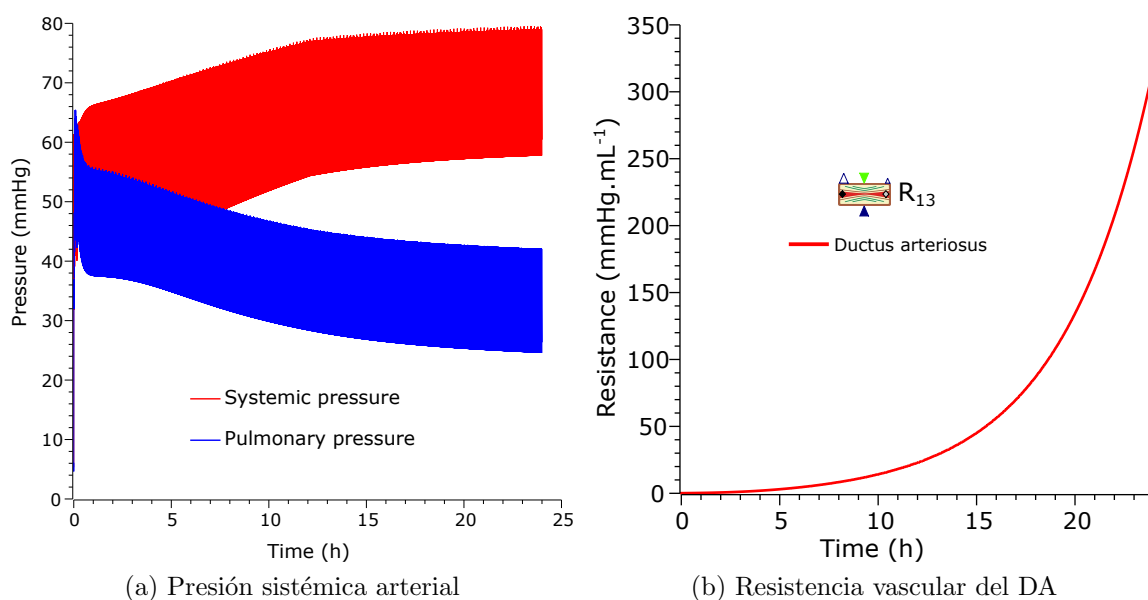 80
70
60
50
40
30
20
10
0
Pressure (mmHg)
Systemic pressure
Pulmonary pressure
0 5 10 15 20 25
Time (h)
(a) Presión sistémica arterial
350
300
250
200
150
100
50
0
Resistance (mmHg.mL⁻¹)
R₁₃
Ductus arteriosus
0 5 10 15 20
Time (h)
(b) Resistencia vascular del DA